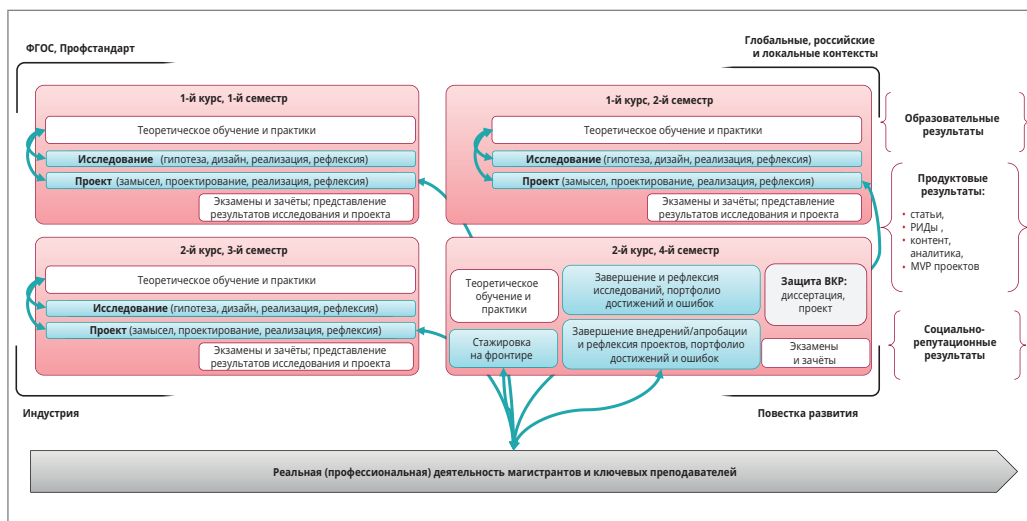 ФГОС, Профстандарт
Глобальные, российские
и локальные контексты
1-й курс, 1-й семестр
Теоретическое обучение и практики
Исследование (гипотеза, дизайн, реализация, рефлексия)
Проект (замысел, проектирование, реализация, рефлексия)
Экзамены и зачёты; представление
результатов исследования и проекта
1-й курс, 2-й семестр
Теоретическое обучение и практики
Исследование (гипотеза, дизайн, реализация, рефлексия)
Проект (замысел, проектирование, реализация, рефлексия)
Экзамены и зачёты; представление
результатов исследования и проекта
2-й курс, 3-й семестр
Теоретическое обучение и практики
Исследование (гипотеза, дизайн, реализация, рефлексия)
Проект (замысел, проектирование, реализация, рефлексия)
Экзамены и зачёты; представление
результатов исследования и проекта
2-й курс, 4-й семестр
Теоретическое
обучение и
практики
Завершение и рефлексия
исследований, портфолио
достижений и ошибок
Защита ВКР:
диссертация,
проект
Стажировка
на фронтире
Завершение внедрений/апробации
и рефлексия проектов, портфолио
достижений и ошибок
Экзамены
и зачёты
Образовательные
результаты
Продуктовые
результаты:
• статьи,
• РИДы ,
• контент,
аналитика,
• MVP проектов
Социально-
репутационные
результаты
Индустрия
Повестка развития
Реальная (профессиональная) деятельность магистрантов и ключевых преподавателей